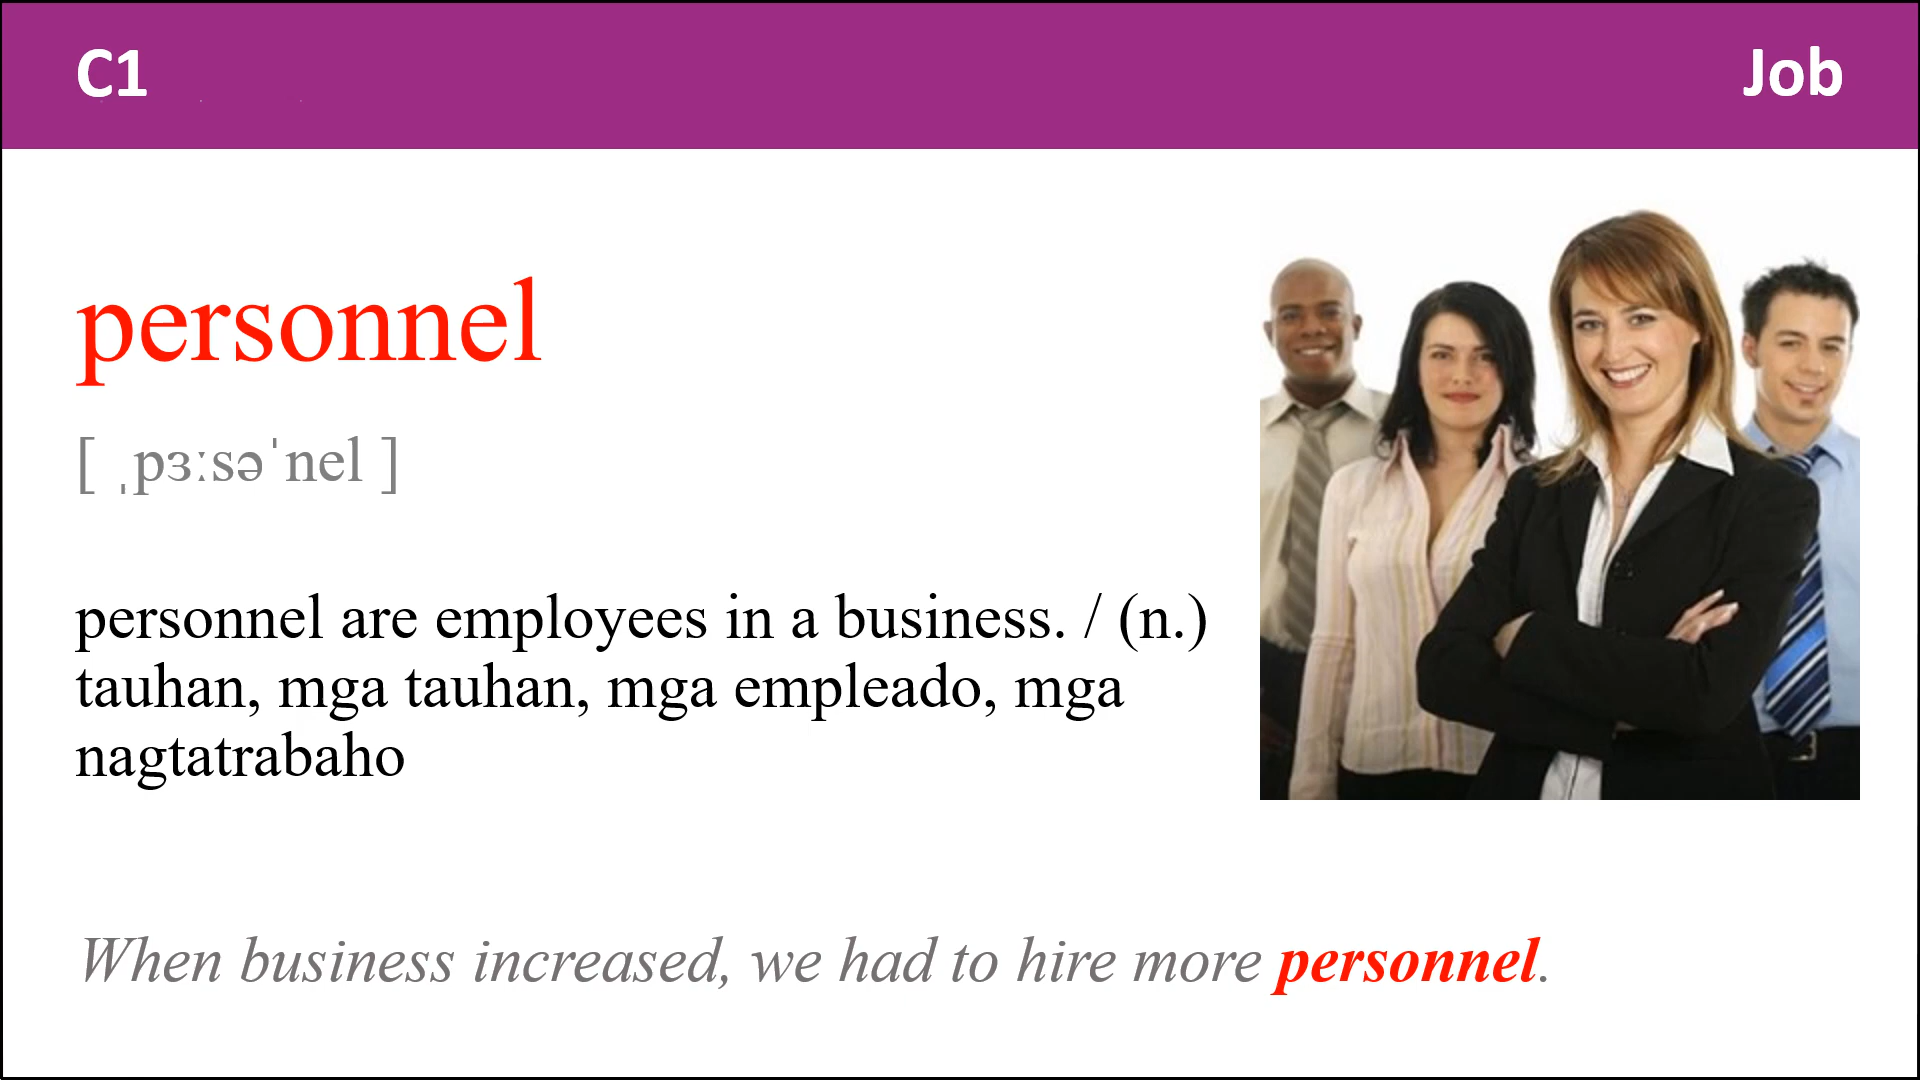 C1
Job
personnel
[ ˌpɜːsəˈnel ]
personnel are employees in a business. / (n.)
tauhan, mga tauhan, mga empleado, mga
nagtatrabaho
When business increased, we had to hire more personnel.